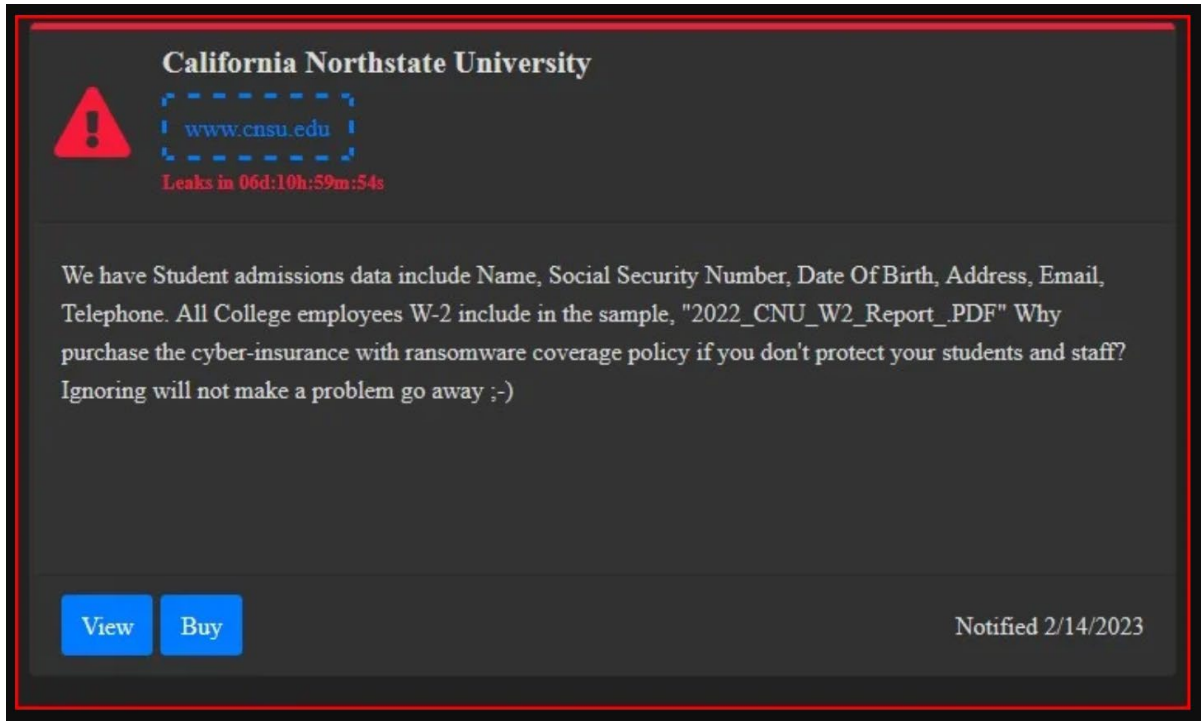 California Northstate University
www.cnsu.edu
Leaks in 06d:10h:59m:54s
We have Student admissions data include Name, Social Security Number, Date Of Birth, Address, Email,
Telephone. All College employees W-2 include in the sample, "2022_CNU_W2_Report_.PDF" Why
purchase the cyber-insurance with ransomware coverage policy if you don't protect your students and staff?
Ignoring will not make a problem go away ;-)
View Buy Notified 2/14/2023